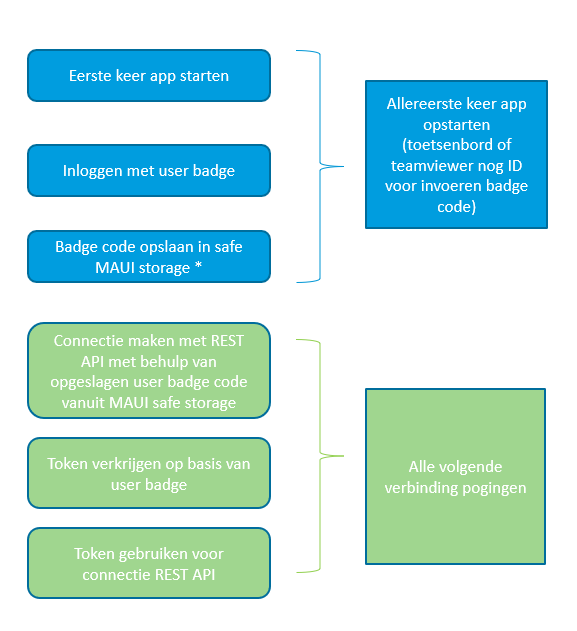 Eerste keer app starten
Inloggen met user badge
Badge code opslaan in safe
MAUI storage *
Allereerste keer app
opstarten
(toetsenbord of
teamviewer nog ID
voor invoeren badge
code)
Connectie maken met REST
API met behulp van
opgeslagen user badge code
vanuit MAUI safe storage
Token verkrijgen op basis van
user badge
Token gebruiken voor
connectie REST API
Alle volgende
verbinding pogingen